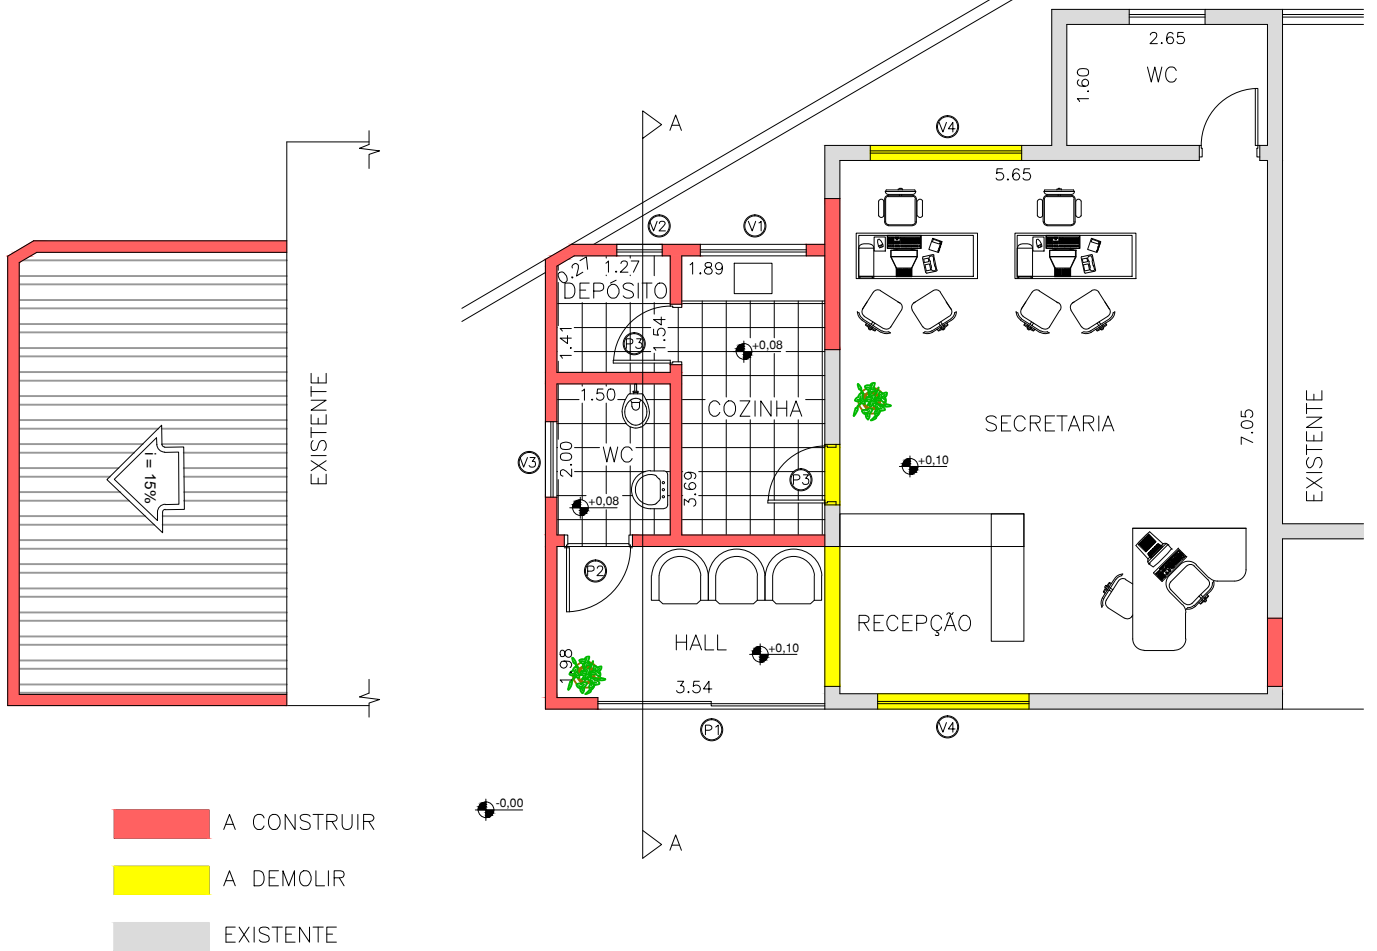 2.65
WC
1.60
A
V4
5.65
V2
V1
0.27
1.27
1.89
DEPÓSITO
1.41
1.54
P3
+0,08
EXISTENTE
1.50
COZINHA
SECRETARIA
7.05
EXISTENTE
i = 15%
V3
2.00
WC
+0,08
3.69
P3
+0,10
P2
HALL
+0,10
RECEPÇÃO
1.98
3.54
P1
V4
-0,00
A
A CONSTRUIR
A DEMOLIR
EXISTENTE